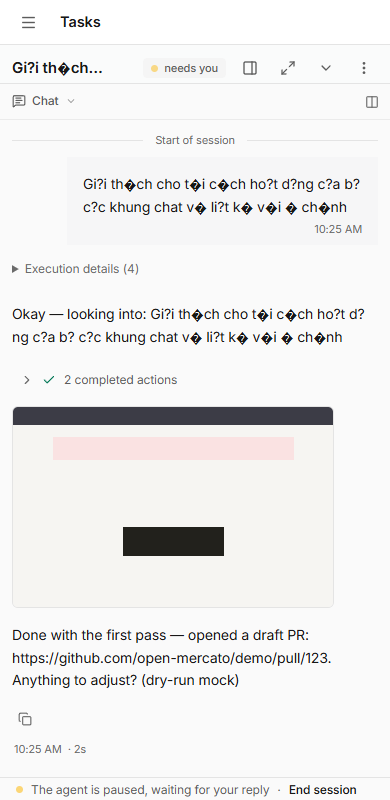 Tasks
Gi?i th�ch...
needs you
Chat
Start of session
Gi?i th�ch cho t�i c�ch ho?t d?ng c?a b?
c?c khung chat v� li?t k� v�i � ch�nh
10:25 AM
Execution details (4)
Okay — looking into: Gi?i th�ch cho t�i c�ch ho?t d?
ng c?a b? c?c khung chat v� li?t k� v�i � ch�nh
2 completed actions
Done with the first pass — opened a draft PR:
https://github.com/open-mercato/demo/pull/123.
Anything to adjust? (dry-run mock)
10:25 AM · 2s
The agent is paused, waiting for your reply · End session